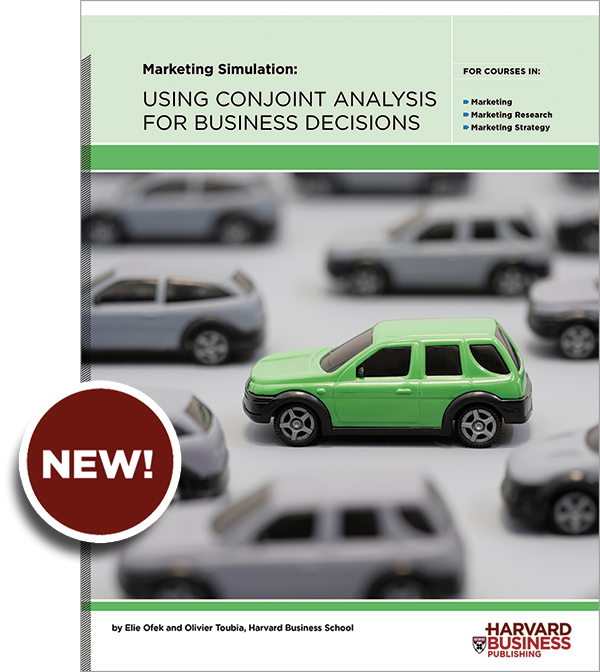 Marketing Simulation:
USING CONJOINT ANALYSIS
FOR BUSINESS DECISIONS
FOR COURSES IN:
Marketing
Marketing Research
Marketing Strategy
NEW!
by Elie Ofek and Olivier Toubia, Harvard Business School
HARVARD
BUSINESS
PUBLISHING